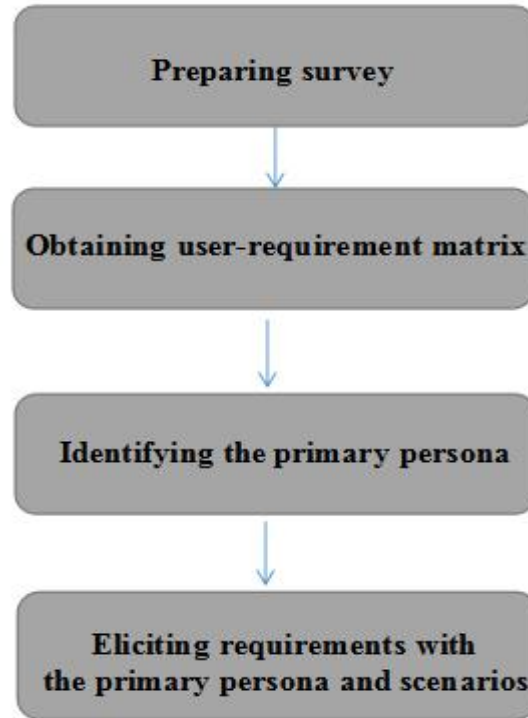 Preparing survey
Obtaining user-requirement matrix
Identifying the primary persona
Eliciting requirements with
the primary persona and scenarios